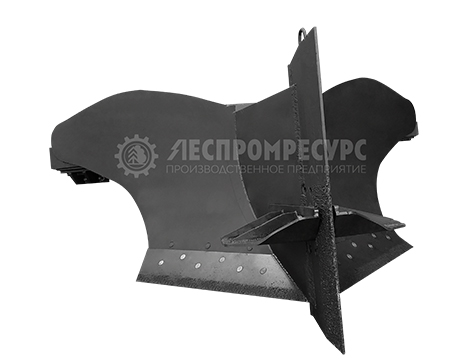 ЛЕСПРОМРЕСУРС
ПРОИЗВОДСТВЕННОЕ ПРЕДПРИЯТИЕ